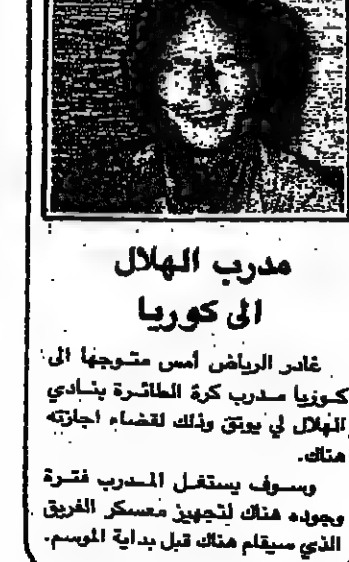 مدرب الهلال
الى كوريا
غادر الرياض أمس متوجها الى
كوريا مدرب كرة الطائرة بنادي
الهلال لي يونق وذلك لقضاء اجازته
هناك.
وسوف يستغل المدرب فترة
وجوده هناك لتجهيز معسكر الفريق
الذي سيقام هناك قبل بداية الموسم.